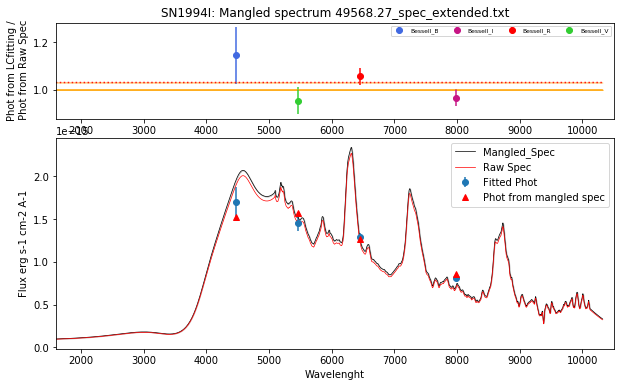 SN1994I: Mangled spectrum 49568.27_spec_extended.txt
Phot from LCfitting /
Phot from Raw Spec
1.2
1.0
Bessell_B
Bessell_I
Bessell_R
Bessell_V
2000 3000 4000 5000 6000 7000 8000 9000 10000
Flux erg s-1 cm-2 A-1
2.0
1.5
1.0
0.5
0.0
Mangled_Spec
Raw Spec
Fitted Phot
Phot from mangled spec
2000 3000 4000 5000 6000 7000 8000 9000 10000
Wavelenght